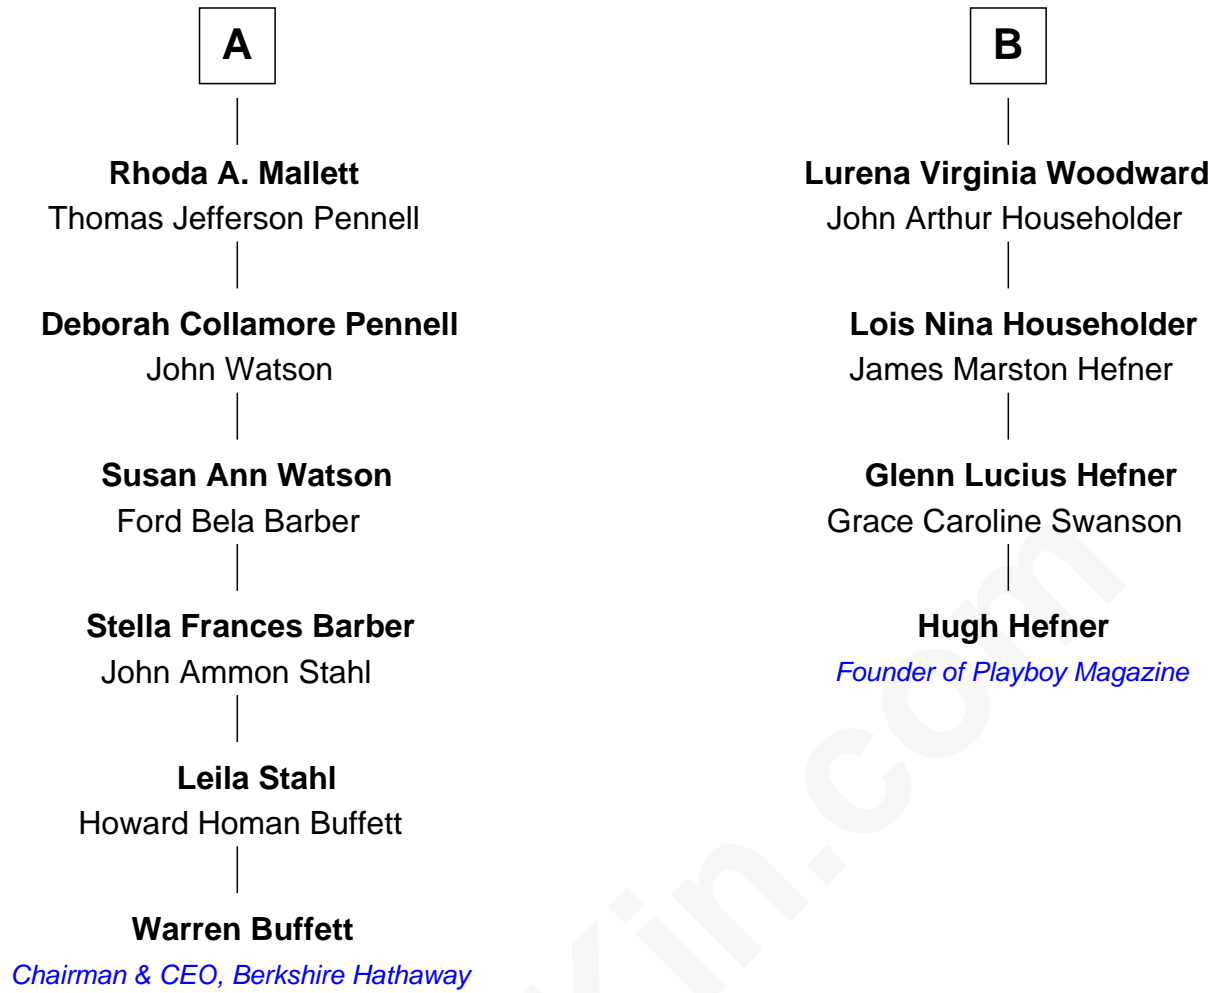 A
Rhoda A. Mallett
Thomas Jefferson Pennell
Deborah Collamore Pennell
John Watson
Susan Ann Watson
Ford Bela Barber
Stella Frances Barber
John Ammon Stahl
Leila Stahl
Howard Homan Buffett
Warren Buffett
Chairman & CEO, Berkshire Hathaway
B
Lurena Virginia Woodward
John Arthur Householder
Lois Nina Householder
James Marston Hefner
Glenn Lucius Hefner
Grace Caroline Swanson
Hugh Hefner
Founder of Playboy Magazine